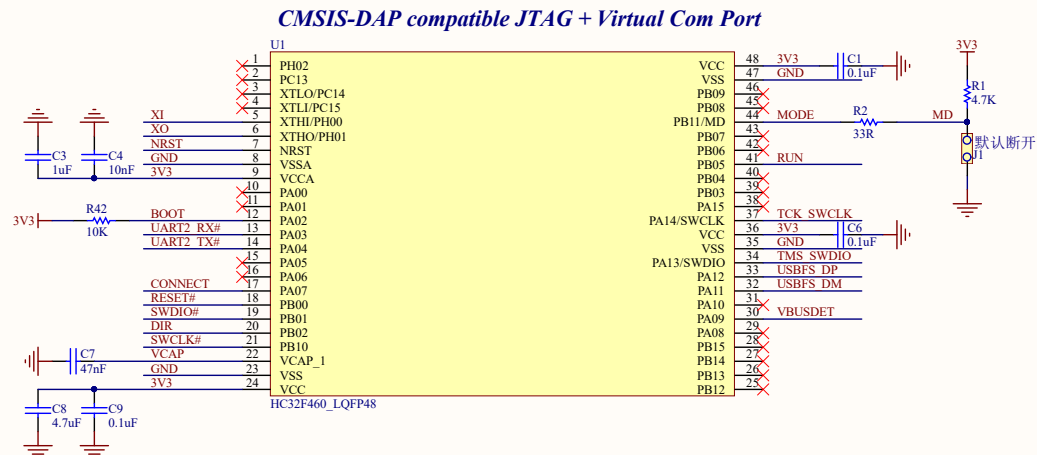 CMSIS-DAP compatible JTAG + Virtual Com Port
U1
1 PH02
2 PC13
3 XTLO/PC14
4 XTLI/PC15
XI 5 XTHI/PH00
XO 6 XTHO/PH01
NRST 7 NRST
GND 8 VSSA
3V3 9 VCCA
10 PA00
11 PA01
BOOT 12 PA02
UART2_RX# 13 PA03
UART2_TX# 14 PA04
15 PA05
16 PA06
CONNECT 17 PA07
RESET# 18 PB00
SWDIO# 19 PB01
DIR 20 PB02
SWCLK# 21 PB10
VCAP 22 VCAP_1
GND 23 VSS
3V3 24 VCC
C3
1uF
C4
10nF
3V3
R42
10K
C7
47nF
C8
4.7uF
C9
0.1uF
VCC 48 3V3
VSS 47 GND
PB09 46
PB08 45
PB11/MD 44 MODE
PB07 43
PB06 42
PB05 41 RUN
PB04 40
PB03 39
PA15 38
PA14/SWCLK 37 TCK_SWCLK
VCC 36 3V3
VSS 35 GND
PA13/SWDIO 34 TMS_SWDIO
PA12 33 USBFS_DP
PA11 32 USBFS_DM
PA10 31
PA09 30 VBUSDET
PA08 29
PB15 28
PB14 27
PB13 26
PB12 25
C1
0.1uF
R2
33R
MD
3V3
R1
4.7K
默认断开
J1
C6
0.1uF
HC32F460_LQFP48